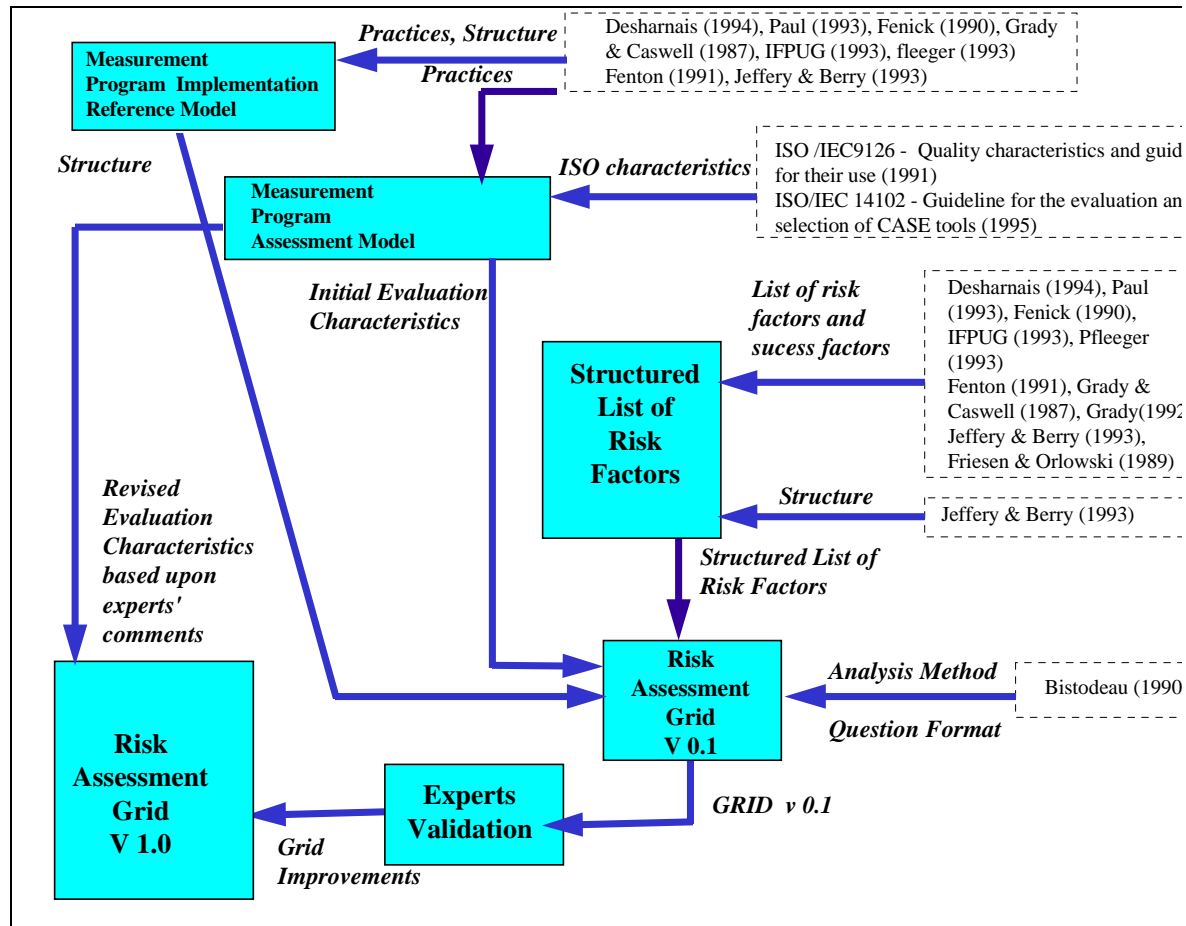 Practices, Structure
Desharnais (1994), Paul (1993), Fenick (1990), Grady
& Caswell (1987), IFPUG (1993), fleeger (1993)
Fenton (1991), Jeffery & Berry (1993)
Measurement
Program Implementation
Reference Model
Practices
Structure
ISO characteristics
ISO /IEC9126 - Quality characteristics and guid
for their use (1991)
ISO/IEC 14102 - Guideline for the evaluation an
selection of CASE tools (1995)
Measurement
Program
Assessment Model
Initial Evaluation
Characteristics
List of risk
factors and
sucess factors
Desharnais (1994), Paul
(1993), Fenick (1990),
IFPUG (1993), Pfleeger
(1993)
Fenton (1991), Grady &
Caswell (1987), Grady(1992
Jeffery & Berry (1993),
Friesen & Orlowski (1989)
Structured
List of
Risk
Factors
Structure
Jeffery & Berry (1993)
Revised
Evaluation
Characteristics
based upon
experts'
comments
Structured List of
Risk Factors
Risk
Assessment
Grid
V 0.1
Analysis Method
Question Format
Bistodeau (1990
Risk
Assessment
Grid
V 1.0
Experts
Validation
GRID v 0.1
Grid
Improvements